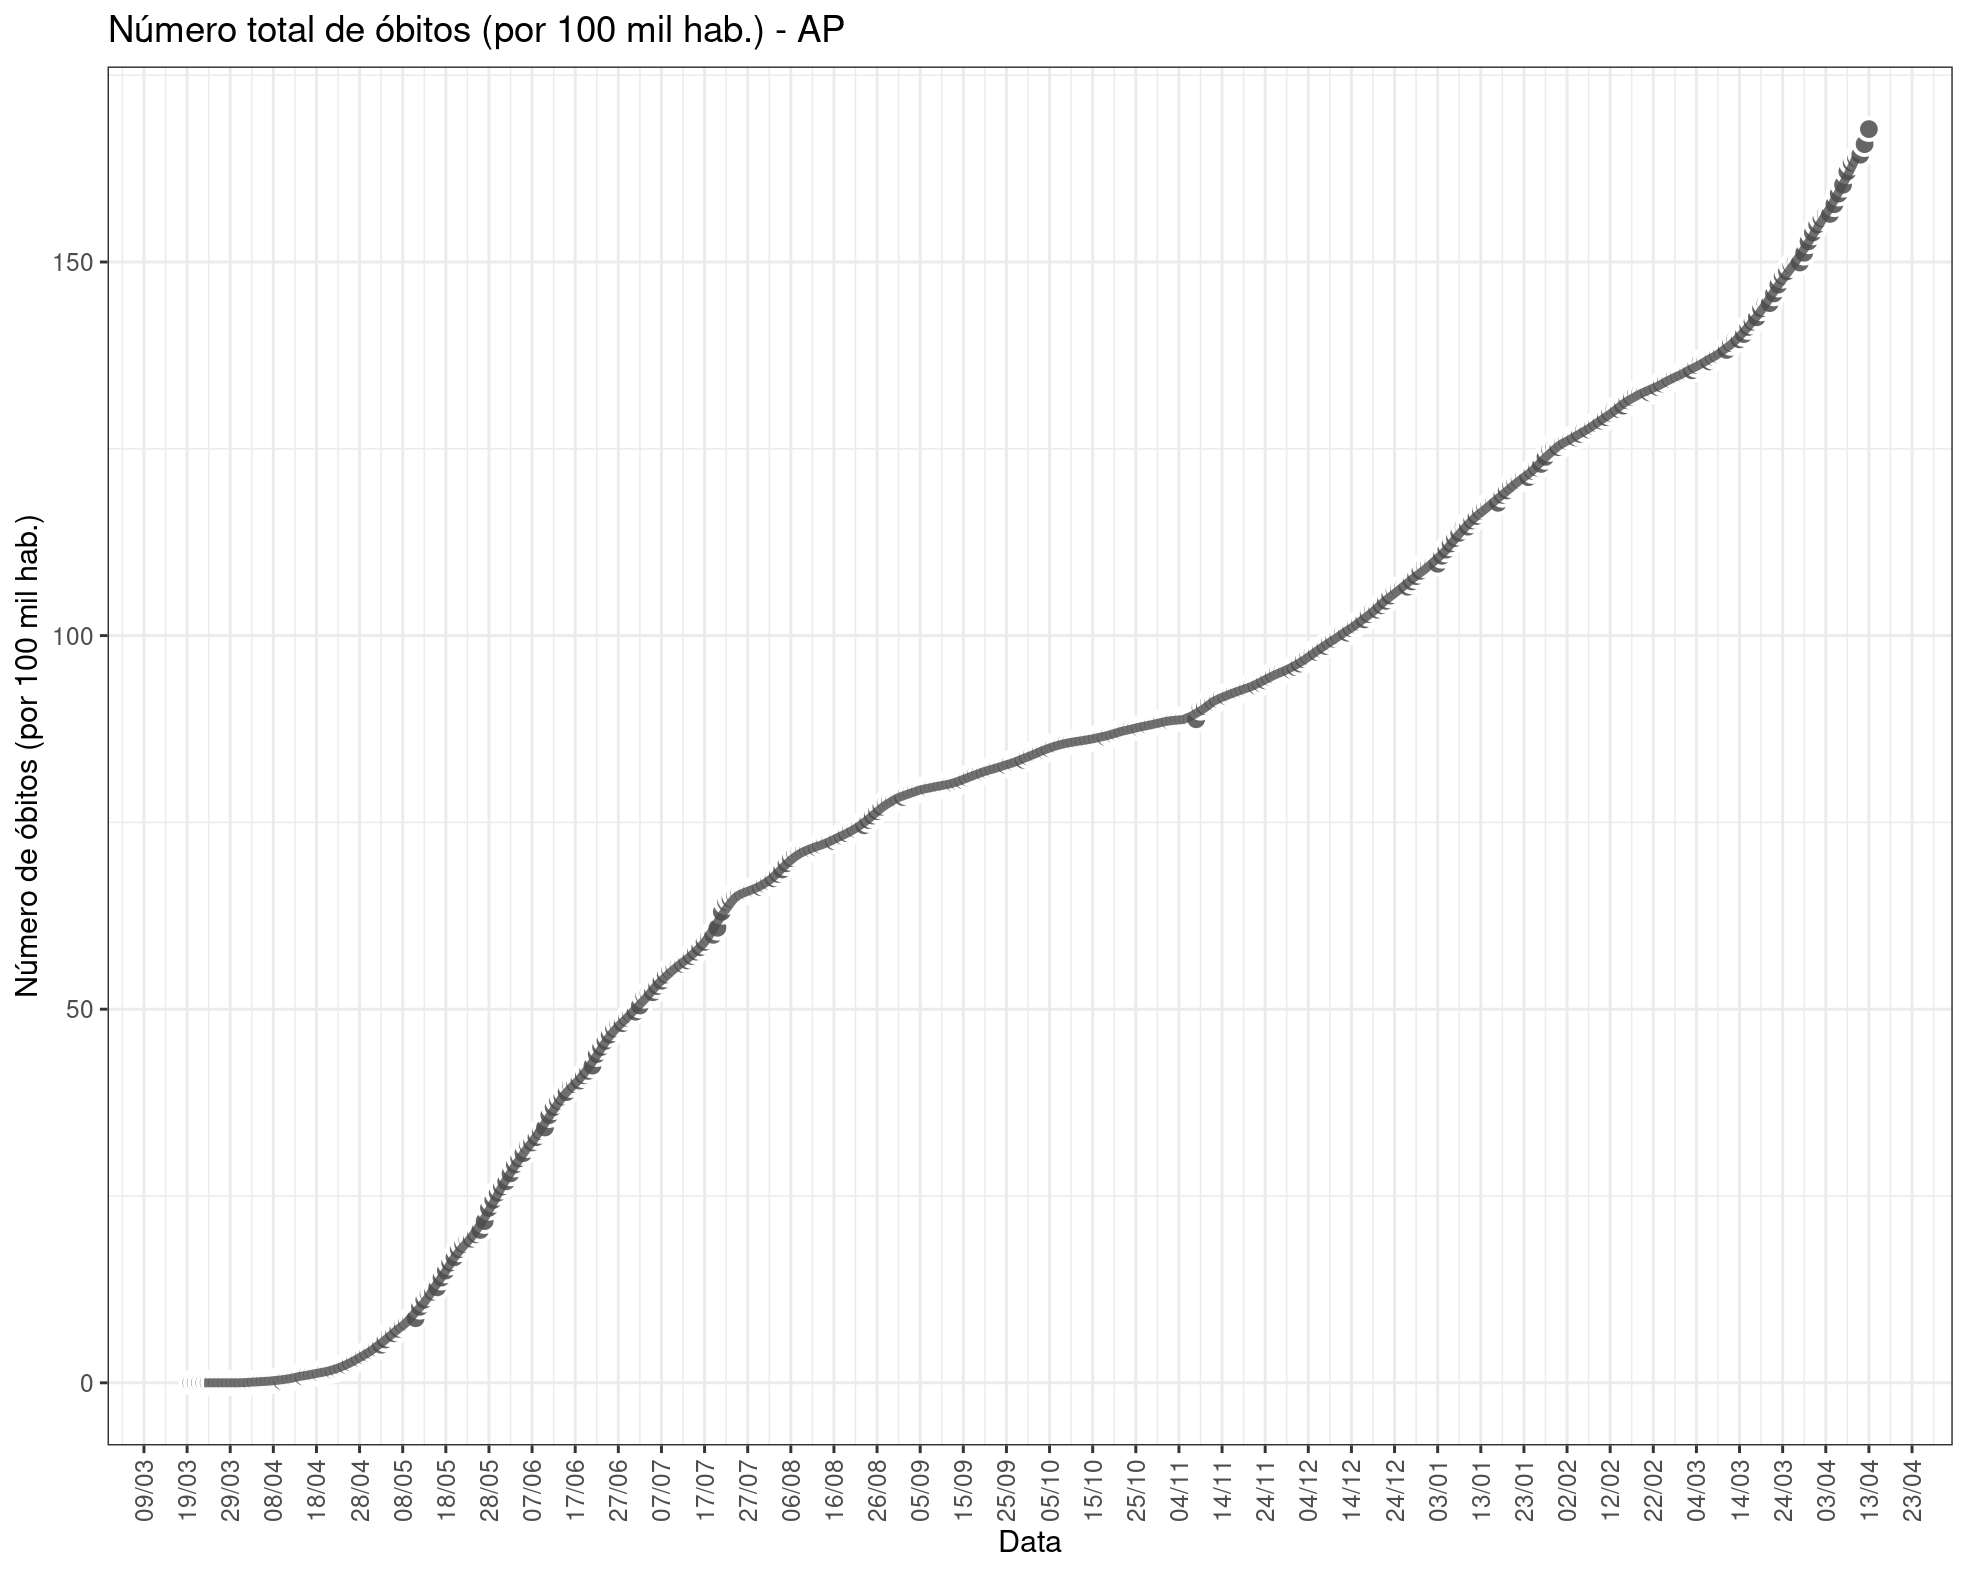 Número total de óbitos (por 100 mil hab.) - AP
Número de óbitos (por 100 mil hab.)
150
100
50
0
09/03 19/03 29/03 08/04 18/04 28/04 08/05 18/05 28/05 07/06 17/06 27/06 07/07 17/07 27/07 06/08 16/08 26/08 05/09 15/09 25/09 05/10 15/10 25/10 04/11 14/11 24/11 04/12 14/12 24/12 03/01 13/01 23/01 02/02 12/02 22/02 04/03 14/03 24/03 03/04 13/04 23/04
Data